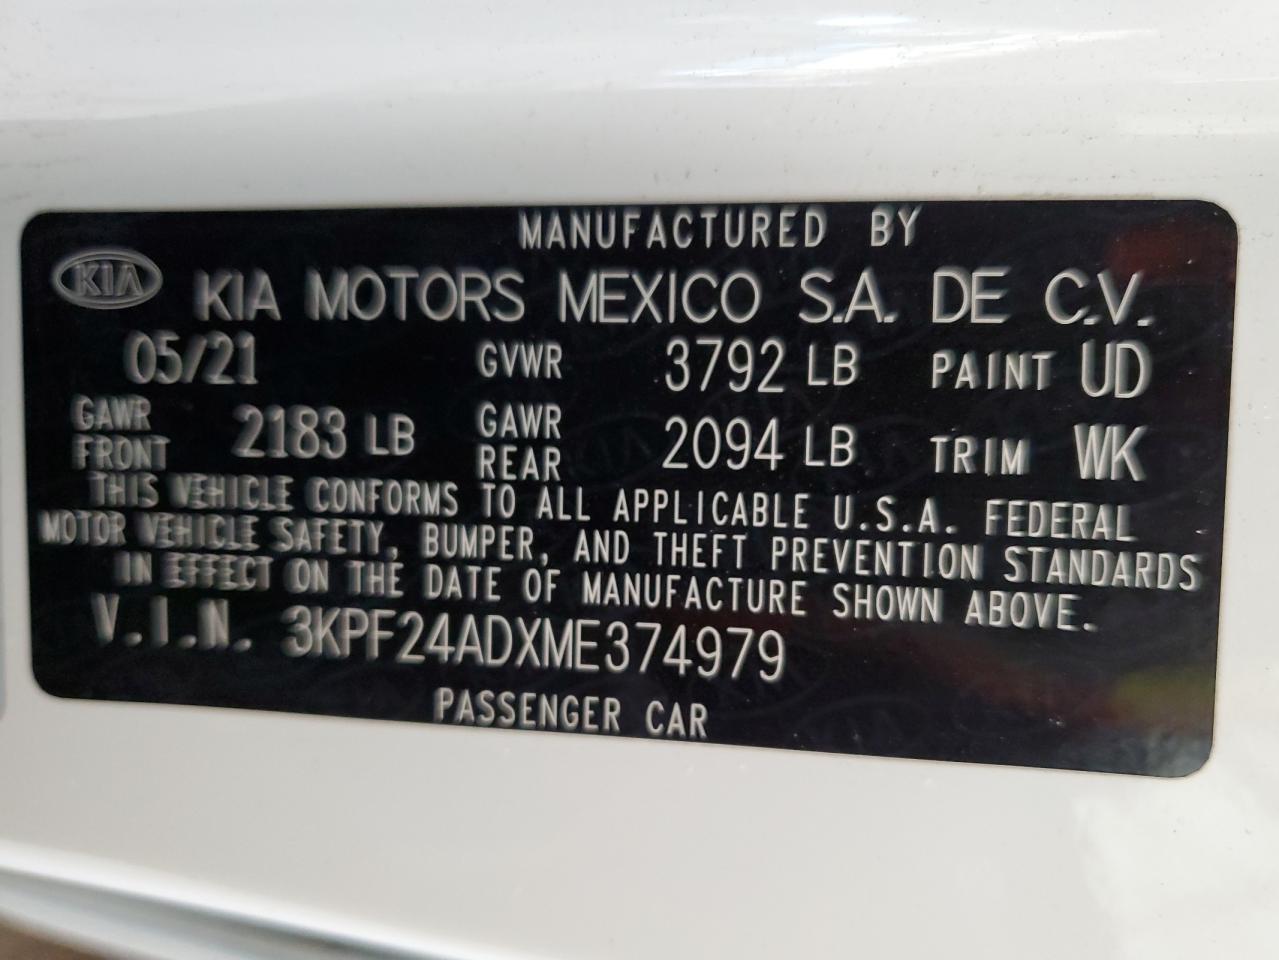 MANUFACTURED BY
KIA KIA MOTORS MEXICO S.A. DE C.V.
05/21 GVWR 3792 LB PAINT UD
GAWR FRONT 2183 LB GAWR REAR 2094 LB TRIM WK
THIS VEHICLE CONFORMS TO ALL APPLICABLE U.S.A. FEDERAL
MOTOR VEHICLE SAFETY, BUMPER, AND THEFT PREVENTION STANDARDS
IN EFFECT ON THE DATE OF MANUFACTURE SHOWN ABOVE.
V.I.N. 3KPF24ADXME374979
PASSENGER CAR